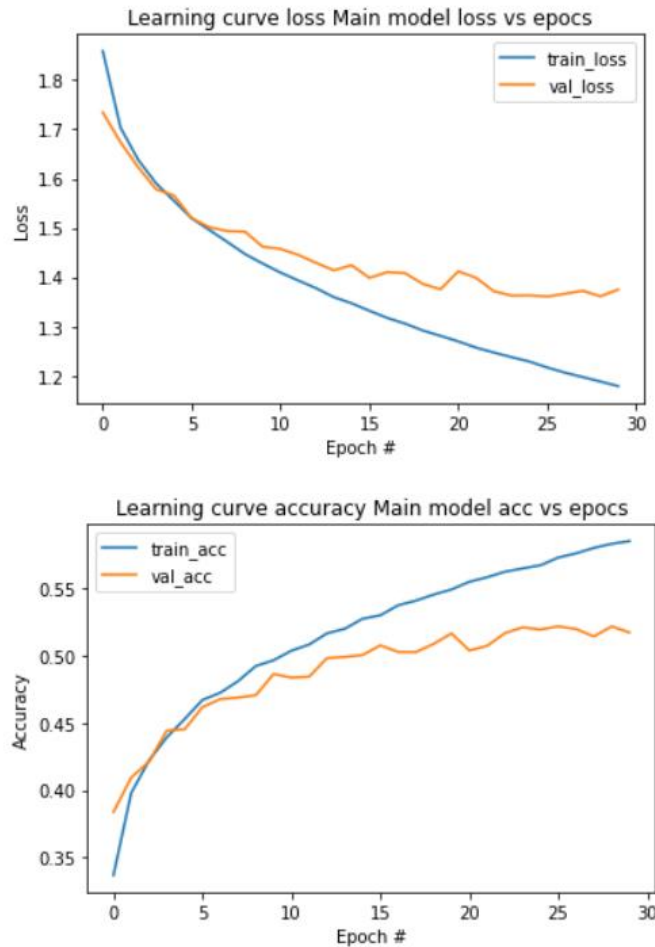 Learning curve loss Main model loss vs epocs
train_loss
val_loss
1.8
1.7
1.6
1.5
1.4
1.3
1.2
Loss
0 5 10 15 20 25 30
Epoch #
Learning curve accuracy Main model acc vs epocs
train_acc
val_acc
0.55
0.50
0.45
0.40
0.35
Accuracy
0 5 10 15 20 25 30
Epoch #